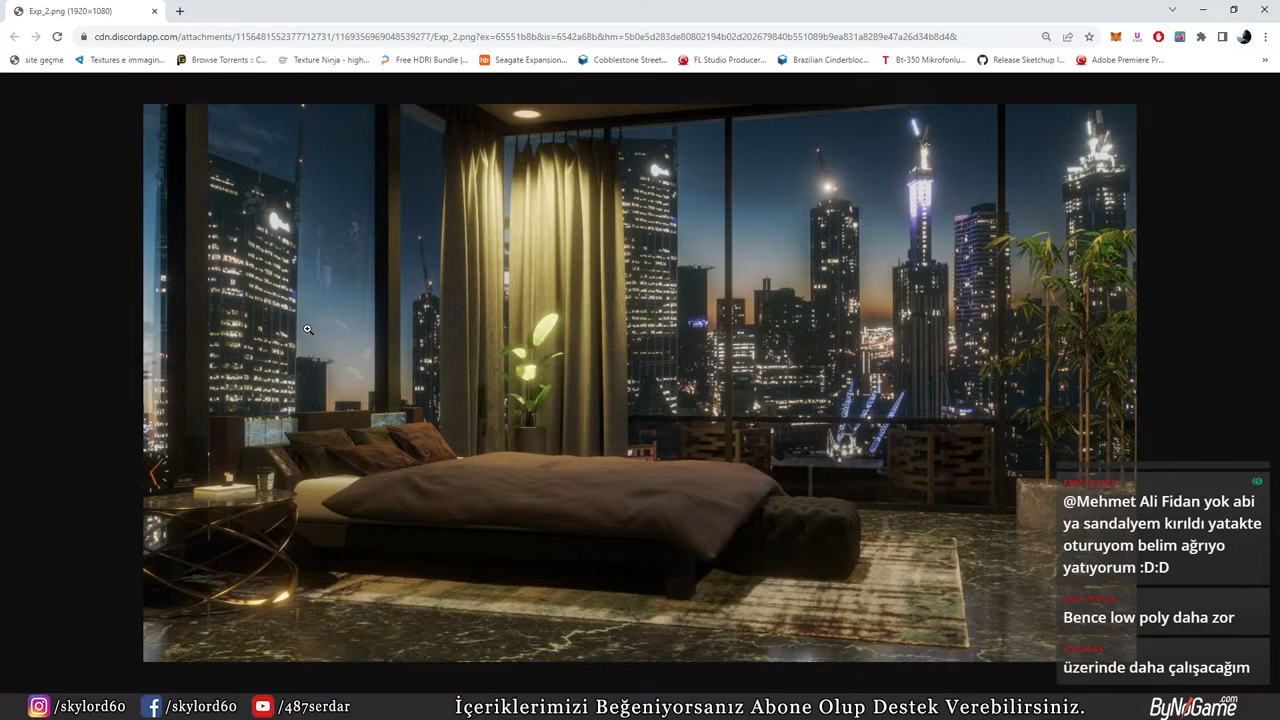 Exp_2.png (1920×1080)
cdn.discordapp.com/attachments/1156481552377712731/1169356969048539277/Exp_2.png?ex=65551b8b&is=6542a68b&hm=5b0e5d283de80802194b02d202679840b551089b9ea831a8289e47a26d34b8d4&
site geçme
Textures e immagin...
Browse Torrents :: C...
Texture Ninja - high...
Free HDRI Bundle |...
Seagate Expansion...
Cobblestone Street...
FL Studio Producer...
Brazilian Cinderbloc...
Bt-350 Mikrofonlu...
Release Sketchup I...
Adobe Premiere Pr...
@Mehmet Ali Fidan yok abi
ya sandalyem kırıldı yatakte
oturuyom belim ağrıyo
yatıyorum :D:D
Bence low poly daha zor
üzerinde daha çalışacağım
/skylord60
/skylord60
/487serdar
İçeriklerimizi Beğeniyorsanız Abone Olup Destek Verebilirsiniz.
ByNoGame.com